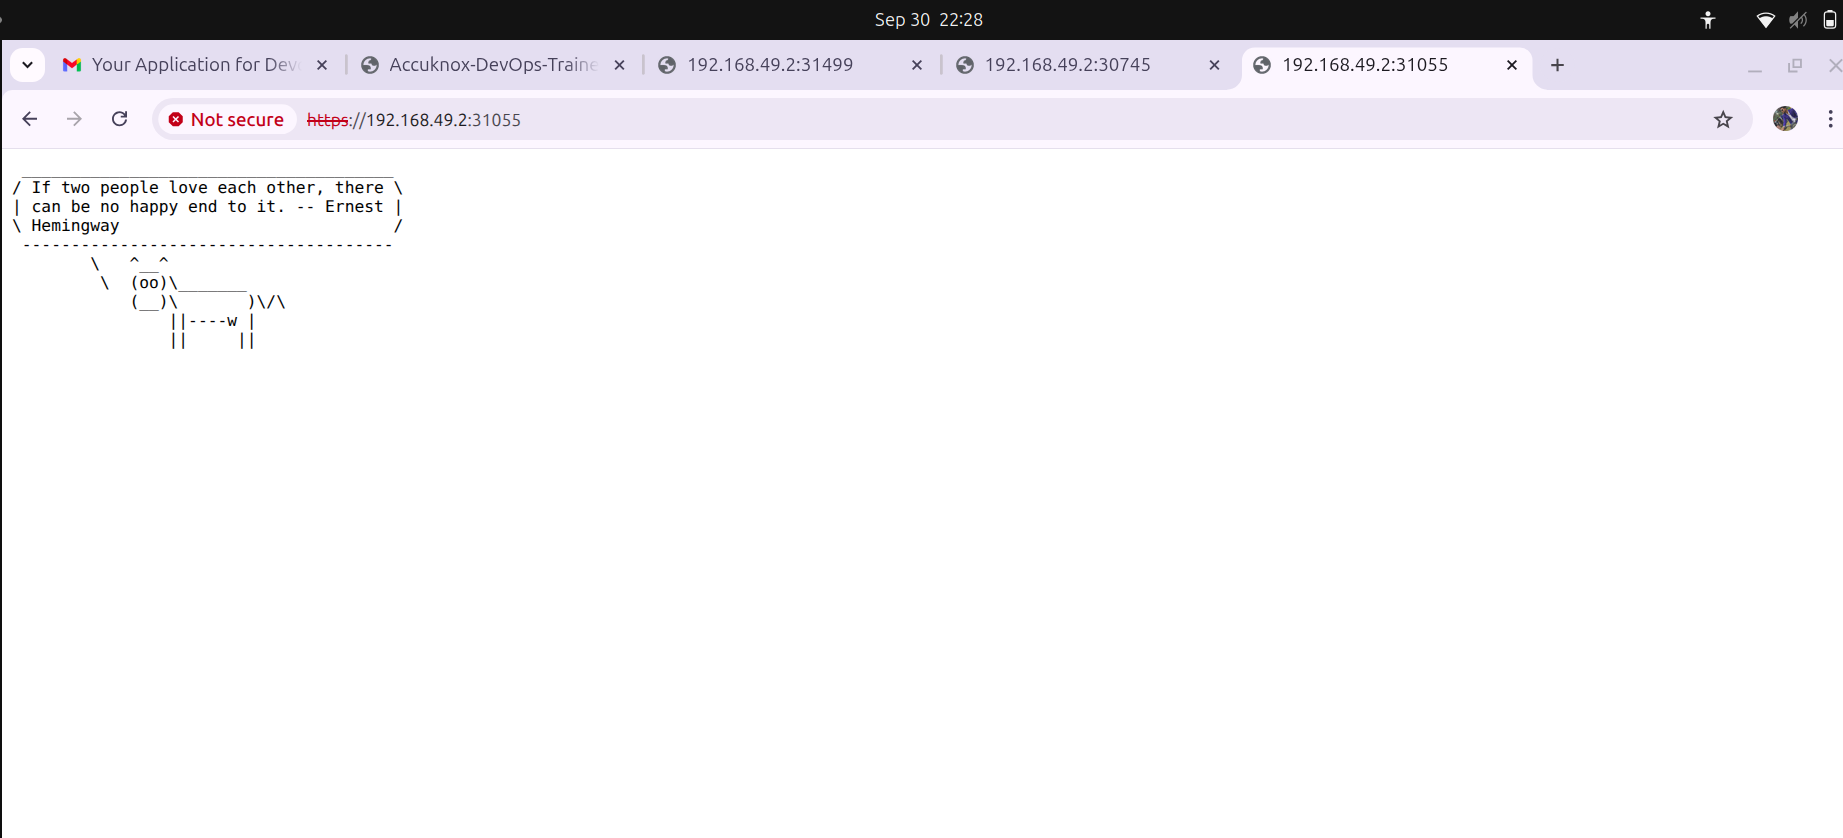 Sep 30 22:28
Your Application for Dev
Accuknox-DevOps-Traine
192.168.49.2:31499
192.168.49.2:30745
192.168.49.2:31055
Not secure
https://192.168.49.2:31055
 ______________________________________
/ If two people love each other, there \
| can be no happy end to it. -- Ernest |
\ Hemingway                            /
 --------------------------------------
        \   ^__^
         \  (oo)\_______
            (__)\       )\/\
                ||----w |
                ||     ||